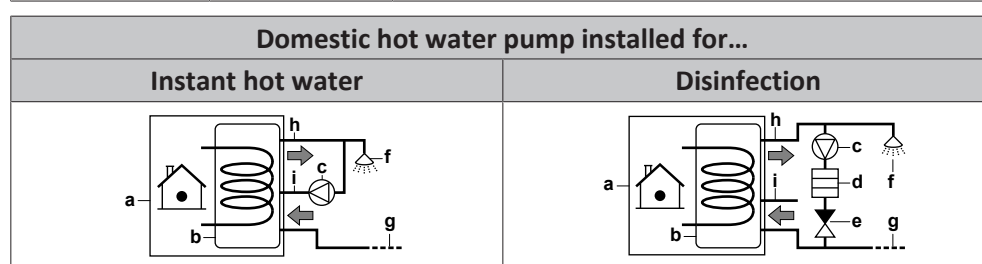 Domestic hot water pump installed for…
Instant hot water
Disinfection
h
f
c
i
a
g
b
h
c
d
f
i
a
e
g
b